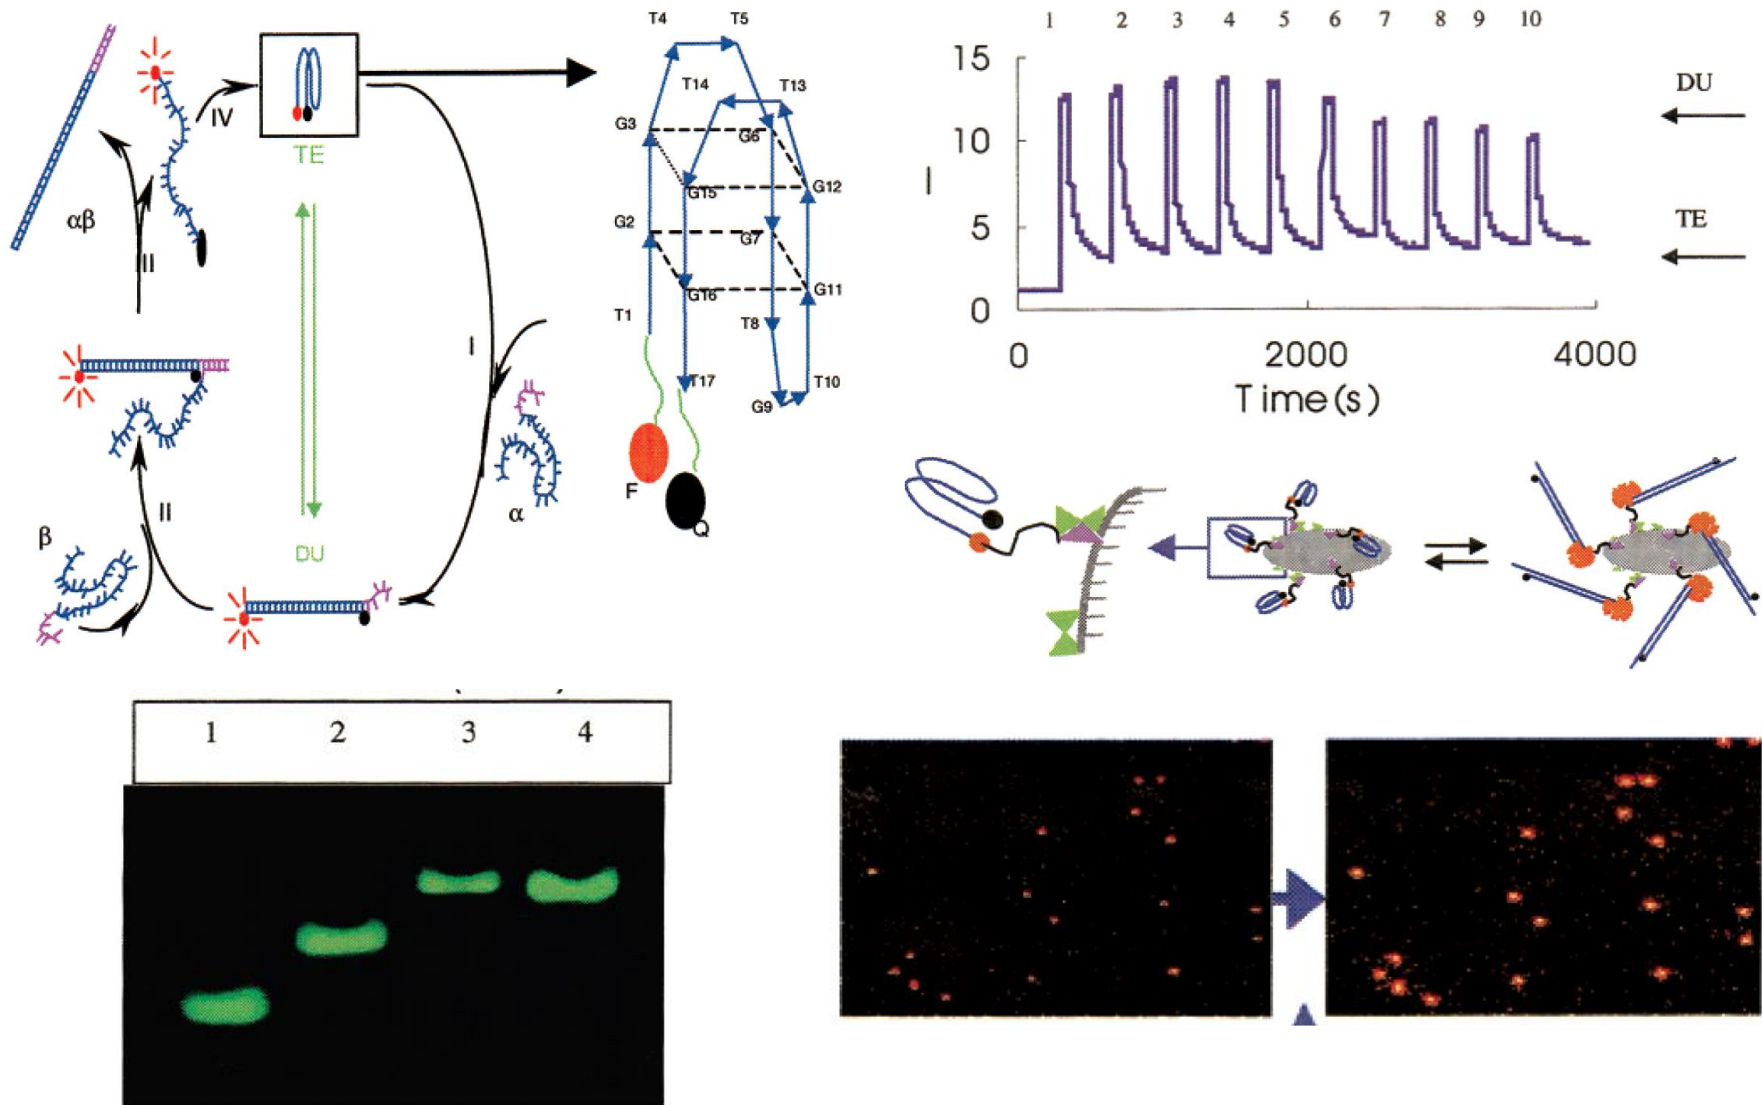 T4 T5
T14 T13
G3 G6
G15 G12
G2 G7
G16 G11
T1 T8
T17 T10
G9
F
Q
IV
TE
αβ
III
I
II
β
α
DU
1 2 3 4 5 6 7 8 9 10
15
10
5
0
I
0 2000 4000
Time(s)
DU
TE
1 2 3 4